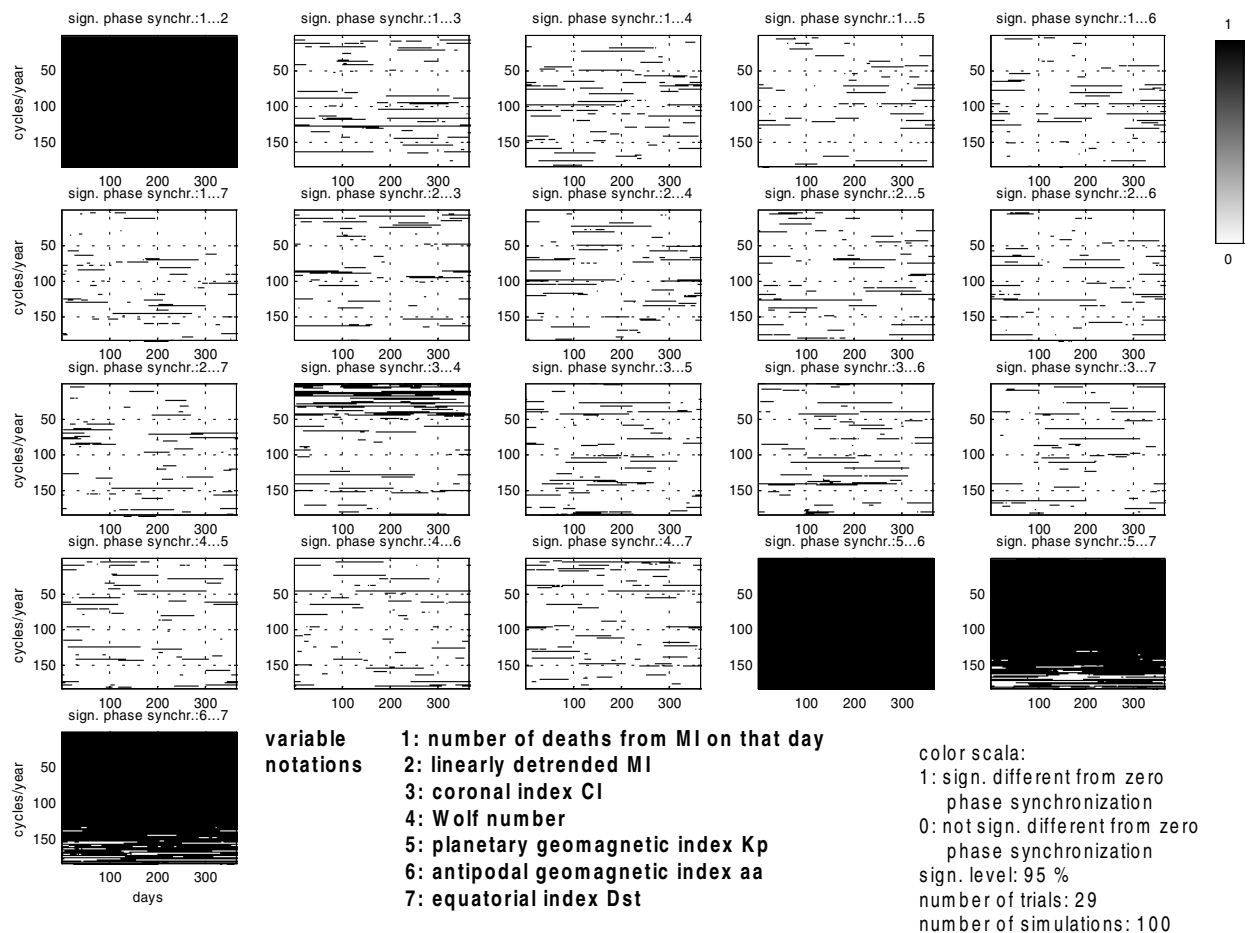 sign. phase synchr.:1...2
sign. phase synchr.:1...3
sign. phase synchr.:1...4
sign. phase synchr.:1...5
sign. phase synchr.:1...6
1
0
cycles/year
50
100
150
50
100
150
50
100
150
50
100
150
50
100
150
100 200 300
100 200 300
100 200 300
100 200 300
100 200 300
sign. phase synchr.:1...7
sign. phase synchr.:2...3
sign. phase synchr.:2...4
sign. phase synchr.:2...5
sign. phase synchr.:2...6
cycles/year
50
100
150
50
100
150
50
100
150
50
100
150
50
100
150
100 200 300
100 200 300
100 200 300
100 200 300
100 200 300
sign. phase synchr.:2...7
sign. phase synchr.:3...4
sign. phase synchr.:3...5
sign. phase synchr.:3...6
sign. phase synchr.:3...7
cycles/year
50
100
150
50
100
150
50
100
150
50
100
150
50
100
150
100 200 300
100 200 300
100 200 300
100 200 300
100 200 300
sign. phase synchr.:4...5
sign. phase synchr.:4...6
sign. phase synchr.:4...7
sign. phase synchr.:5...6
sign. phase synchr.:5...7
cycles/year
50
100
150
50
100
150
50
100
150
50
100
150
50
100
150
100 200 300
100 200 300
100 200 300
100 200 300
100 200 300
sign. phase synchr.:6...7
cycles/year
50
100
150
100 200 300
days
variable
notations
1: number of deaths from MI on that day
2: linearly detrended MI
3: coronal index CI
4: Wolf number
5: planetary geomagnetic index Kp
6: antipodal geomagnetic index aa
7: equatorial index Dst
color scala:
1: sign. different from zero
phase synchronization
0: not sign. different from zero
phase synchronization
sign. level: 95 %
number of trials: 29
number of simulations: 100